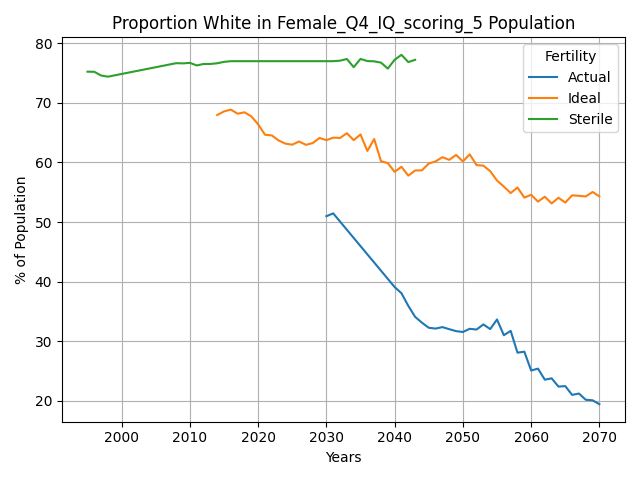 Proportion White in Female_Q4_IQ_scoring_5 Population
% of Population
80
70
60
50
40
30
20
Fertility
Actual
Ideal
Sterile
2000 2010 2020 2030 2040 2050 2060 2070
Years